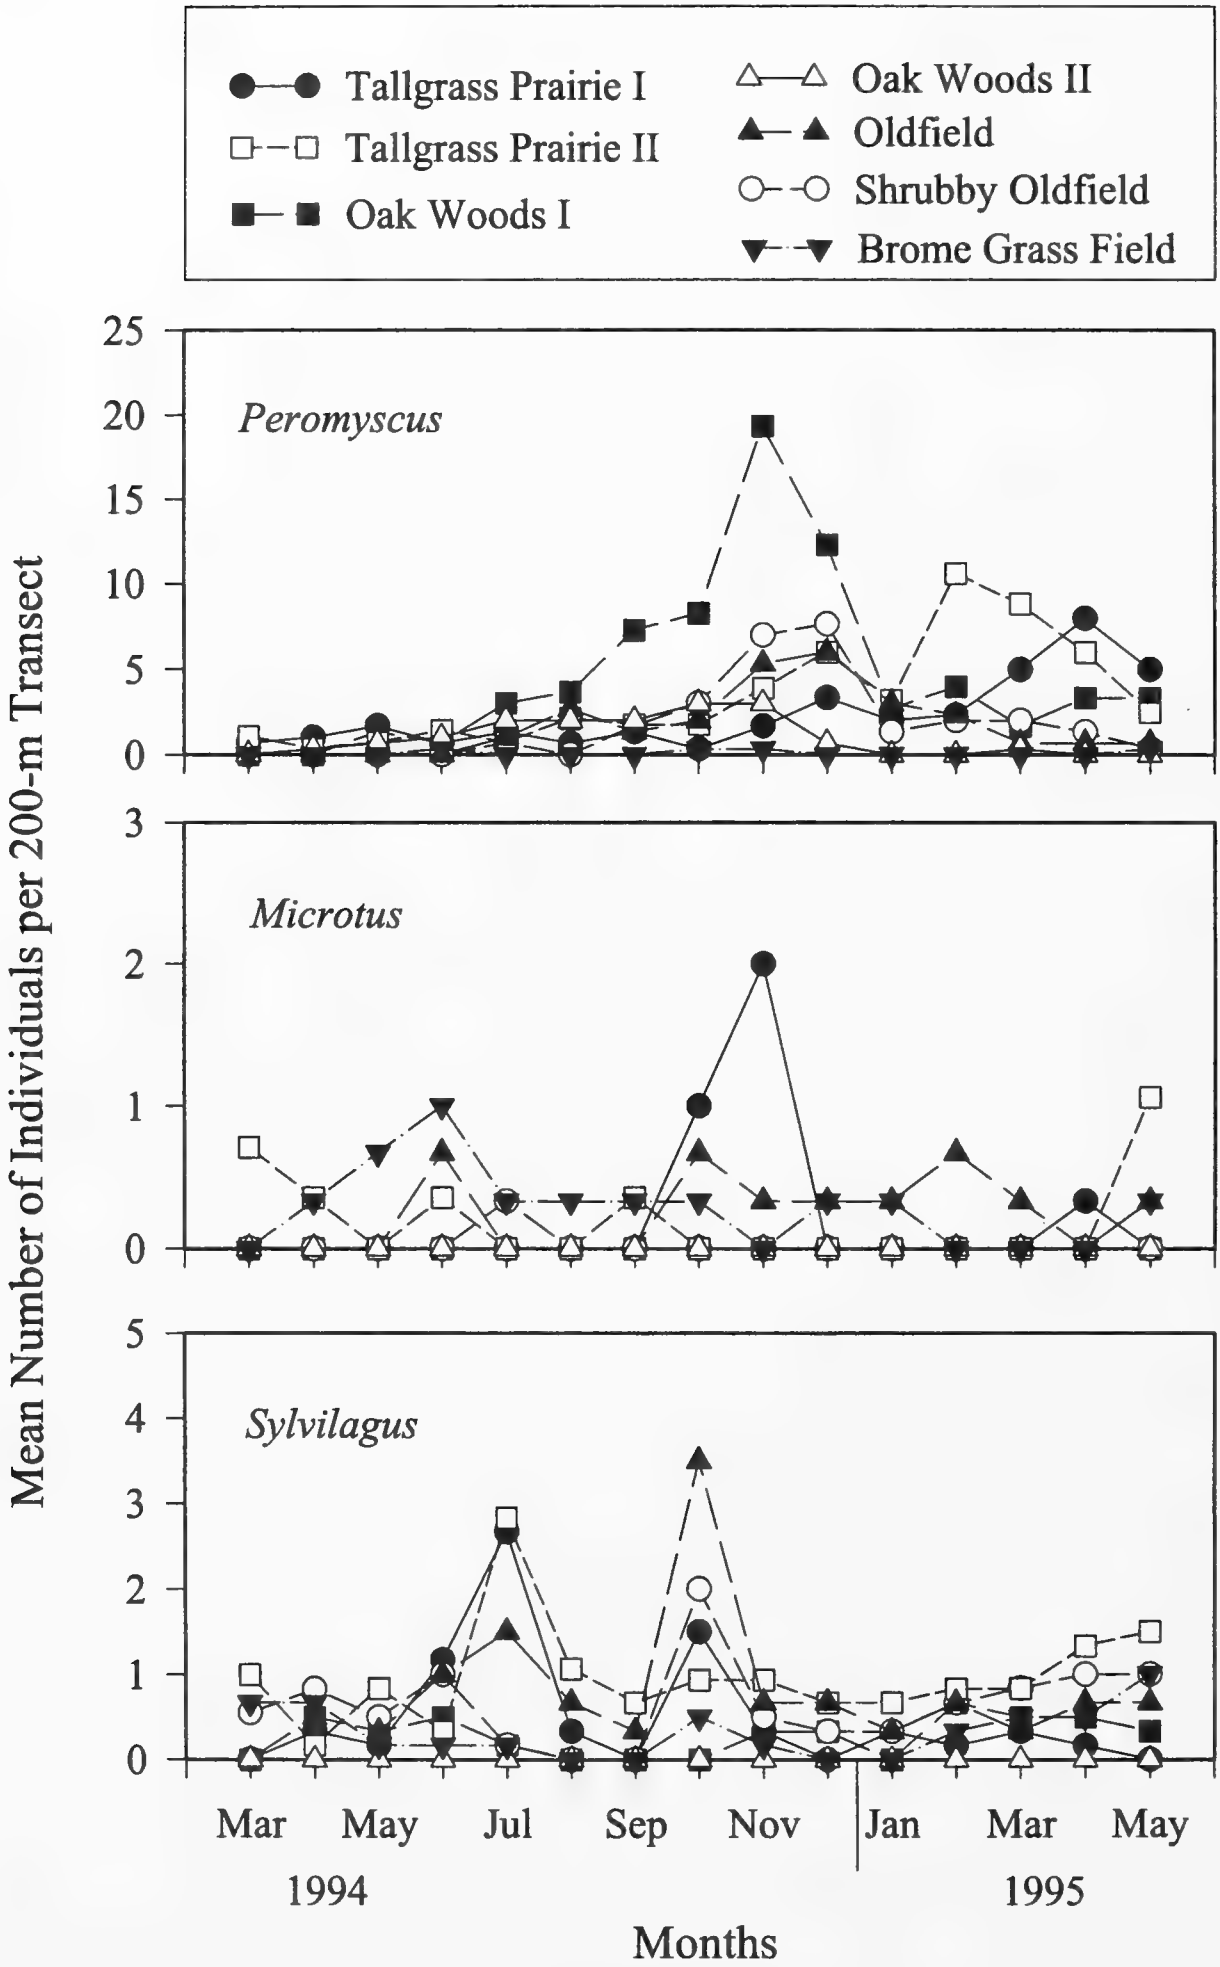 Tallgrass Prairie I
Tallgrass Prairie II
Oak Woods I
Oak Woods II
Oldfield
Shrubby Oldfield
Brome Grass Field
Mean Number of Individuals per 200-m Transect
25
20
15
10
5
0
Peromyscus
3
2
1
0
Microtus
5
4
3
2
1
0
Sylvilagus
Mar May Jul Sep Nov Jan Mar May
1994 1995
Months